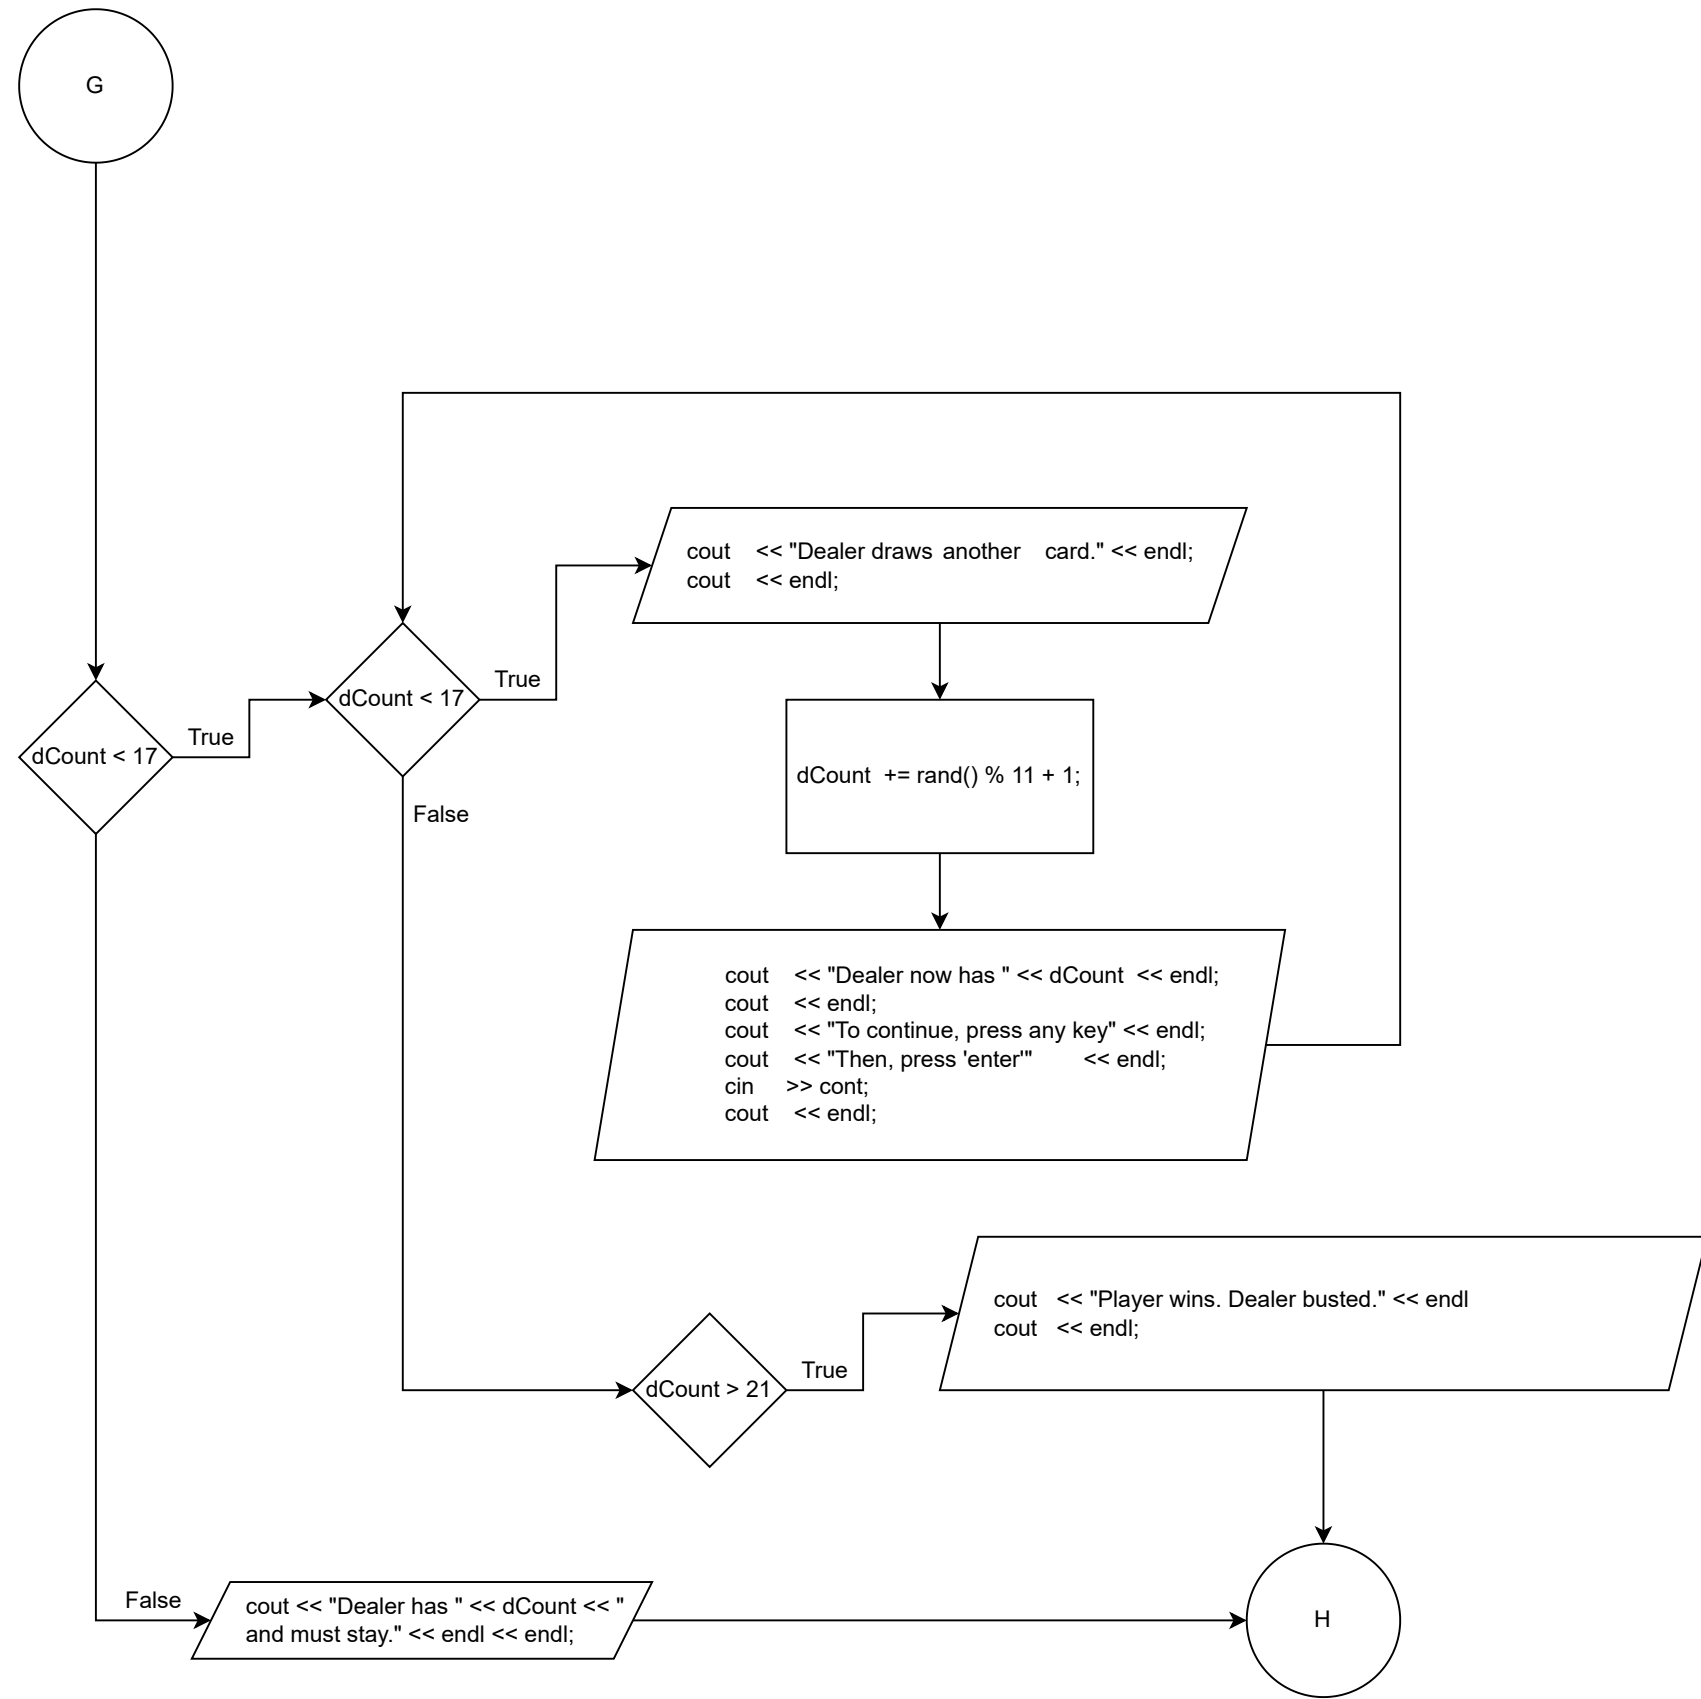 G
cout << "Dealer draws another card." << endl;
cout << endl;
True
dCount < 17
True
dCount < 17
dCount += rand() % 11 + 1;
False
cout << "Dealer now has " << dCount << endl;
cout << endl;
cout << "To continue, press any key" << endl;
cout << "Then, press 'enter'" << endl;
cin >> cont;
cout << endl;
cout << "Player wins. Dealer busted." << endl
cout << endl;
True
dCount > 21
False
cout << "Dealer has " << dCount << "
and must stay." << endl << endl;
H